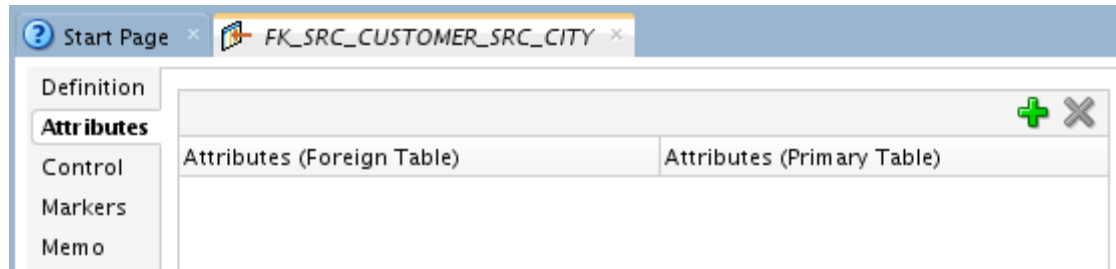 Start Page FK_SRC_CUSTOMER_SRC_CITY
Definition
Attributes
Control
Markers
Memo
Attributes (Foreign Table) Attributes (Primary Table)